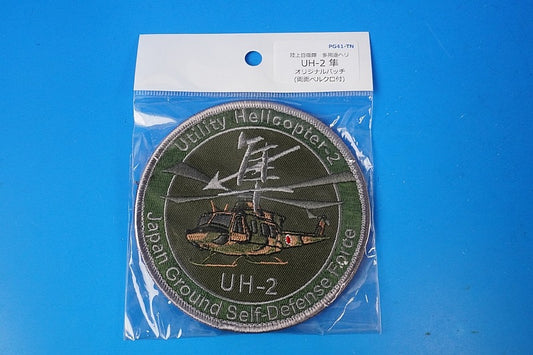 PG41-TN
陸上自衛隊 多用途ヘリ
UH-2 隼
オリジナルパッチ
(両面ベルクロ付)
Utility Helicopter-2
隼
UH-2
Japan Ground Self-Defense Force